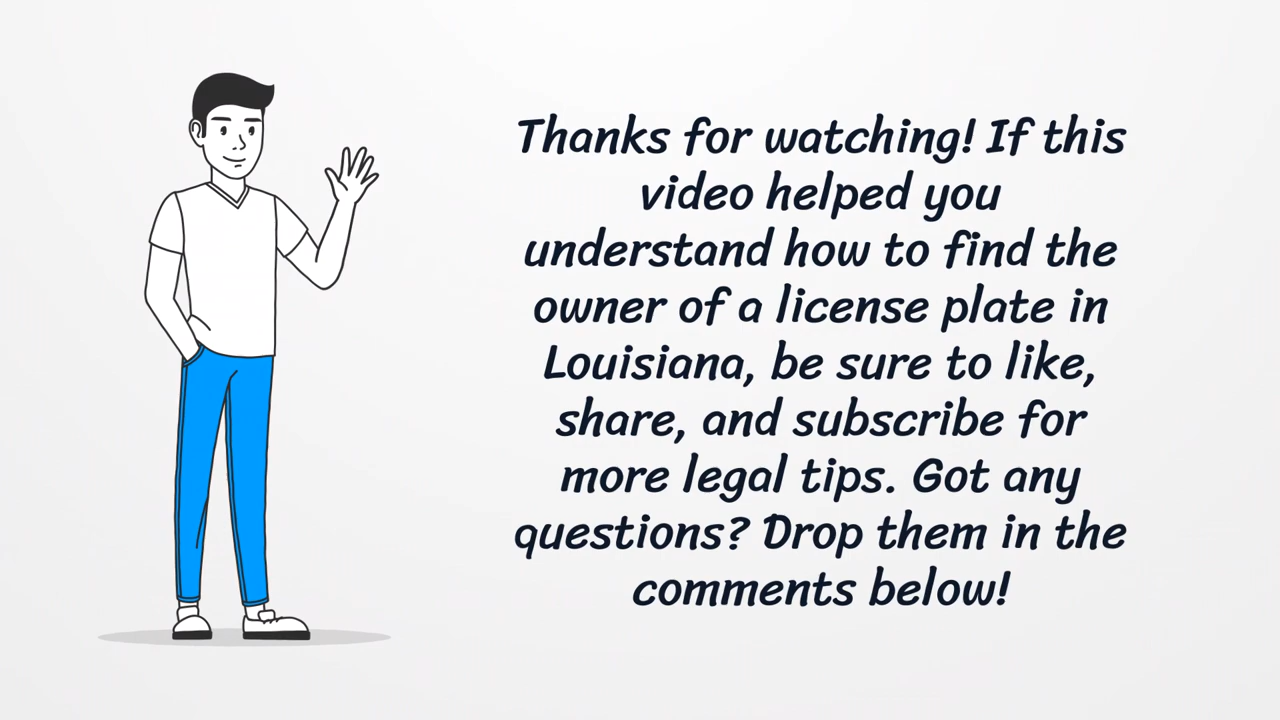 Thanks for watching! If this
video helped you
understand how to find the
owner of a license plate in
Louisiana, be sure to like,
share, and subscribe for
more legal tips. Got any
questions? Drop them in the
comments below!